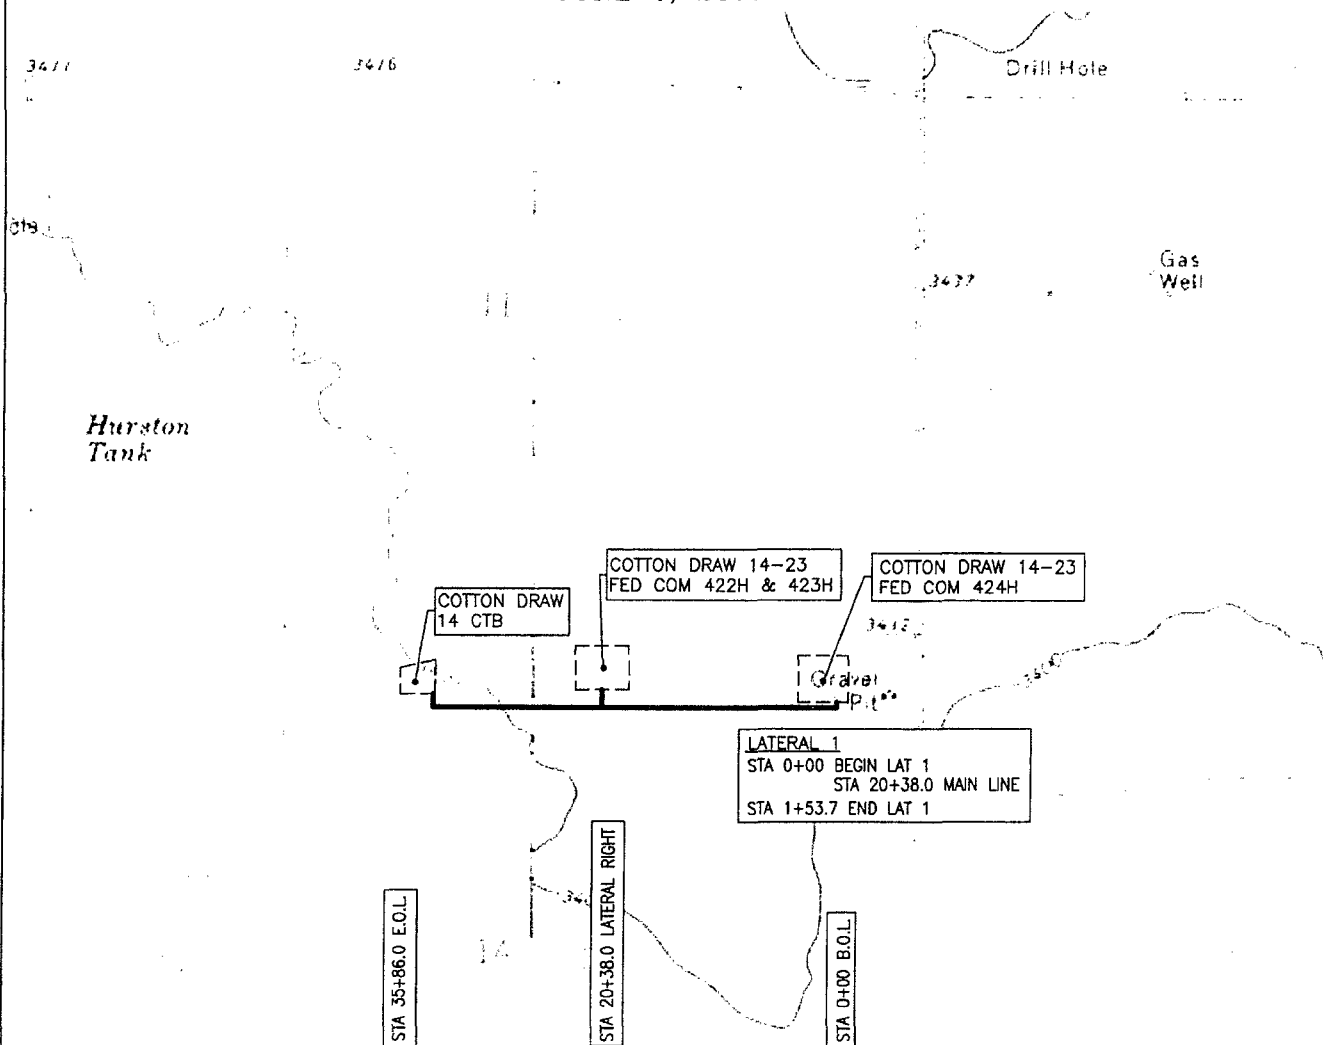 3476
Drill Hole
3437
Gas
Well
11
Hurston
Tank
COTTON DRAW 14-23
FED COM 422H & 423H
COTTON DRAW 14-23
FED COM 424H
COTTON DRAW
14 CTB
3412
Gravel
Pit
3400
LATERAL 1
STA 0+00 BEGIN LAT 1
STA 20+38.0 MAIN LINE
STA 1+53.7 END LAT 1
14
STA 35+86.0 E.O.L.
STA 20+38.0 LATERAL RIGHT
STA 0+00 B.O.L.